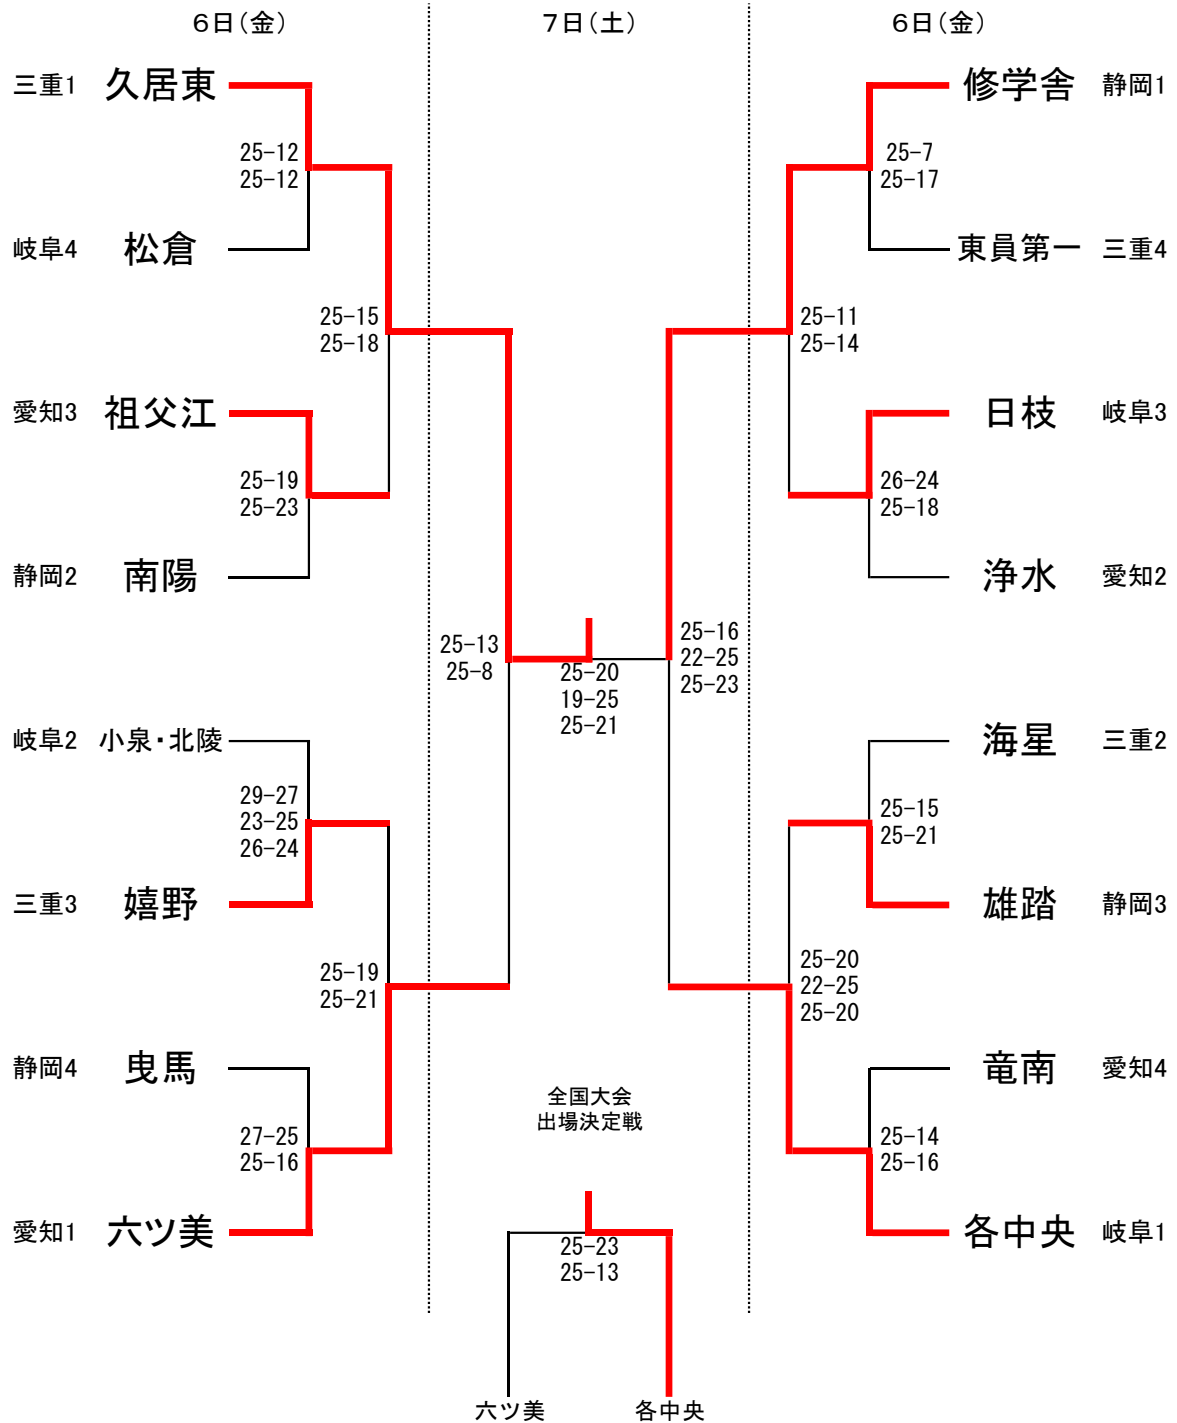 6日(金)
7日(土)
6日(金)
三重1 久居東
25-12
25-12
岐阜4 松倉
25-15
25-18
愛知3 祖父江
25-19
25-23
静岡2 南陽
25-13
25-8
岐阜2 小泉・北陵
29-27
23-25
26-24
三重3 嬉野
25-19
25-21
静岡4 曳馬
27-25
25-16
愛知1 六ツ美
25-20
19-25
25-21
修学舎 静岡1
25-7
25-17
東員第一 三重4
25-11
25-14
日枝 岐阜3
26-24
25-18
浄水 愛知2
25-16
22-25
25-23
海星 三重2
25-15
25-21
雄踏 静岡3
25-20
22-25
25-20
竜南 愛知4
25-14
25-16
各中央 岐阜1
全国大会
出場決定戦
25-23
25-13
六ツ美 各中央